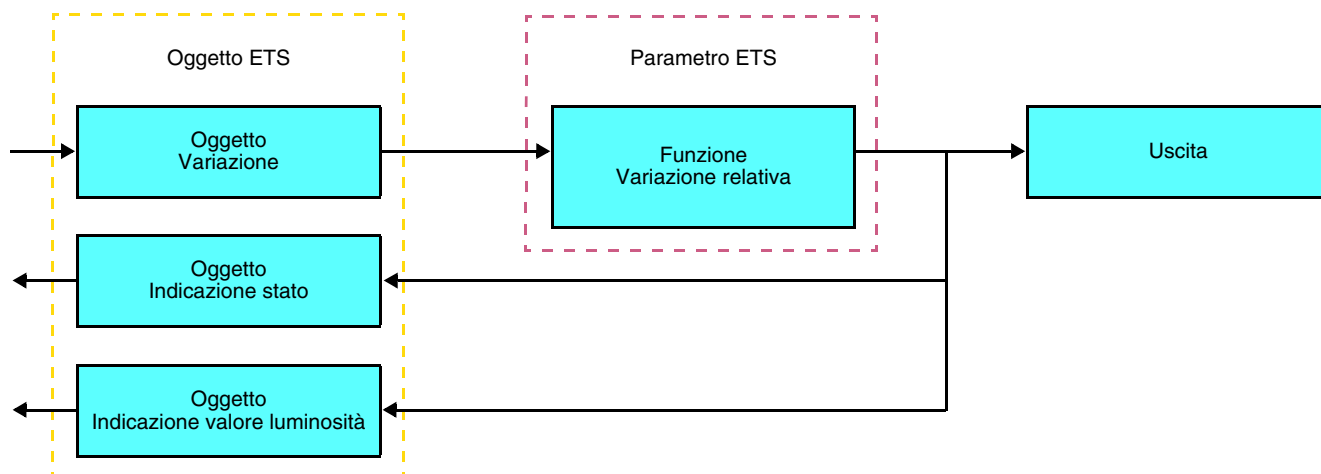 Oggetto ETS
Parametro ETS
Oggetto
Variazione
Funzione
Variazione relativa
Uscita
Oggetto
Indicazione stato
Oggetto
Indicazione valore luminosità